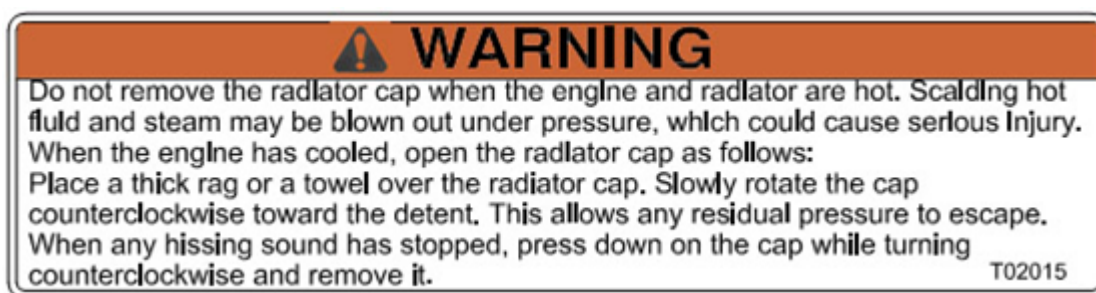 WARNING
Do not remove the radiator cap when the engine and radiator are hot. Scalding hot
fluid and steam may be blown out under pressure, which could cause serious injury.
When the engine has cooled, open the radiator cap as follows:
Place a thick rag or a towel over the radiator cap. Slowly rotate the cap
counterclockwise toward the detent. This allows any residual pressure to escape.
When any hissing sound has stopped, press down on the cap while turning
counterclockwise and remove it.
T02015